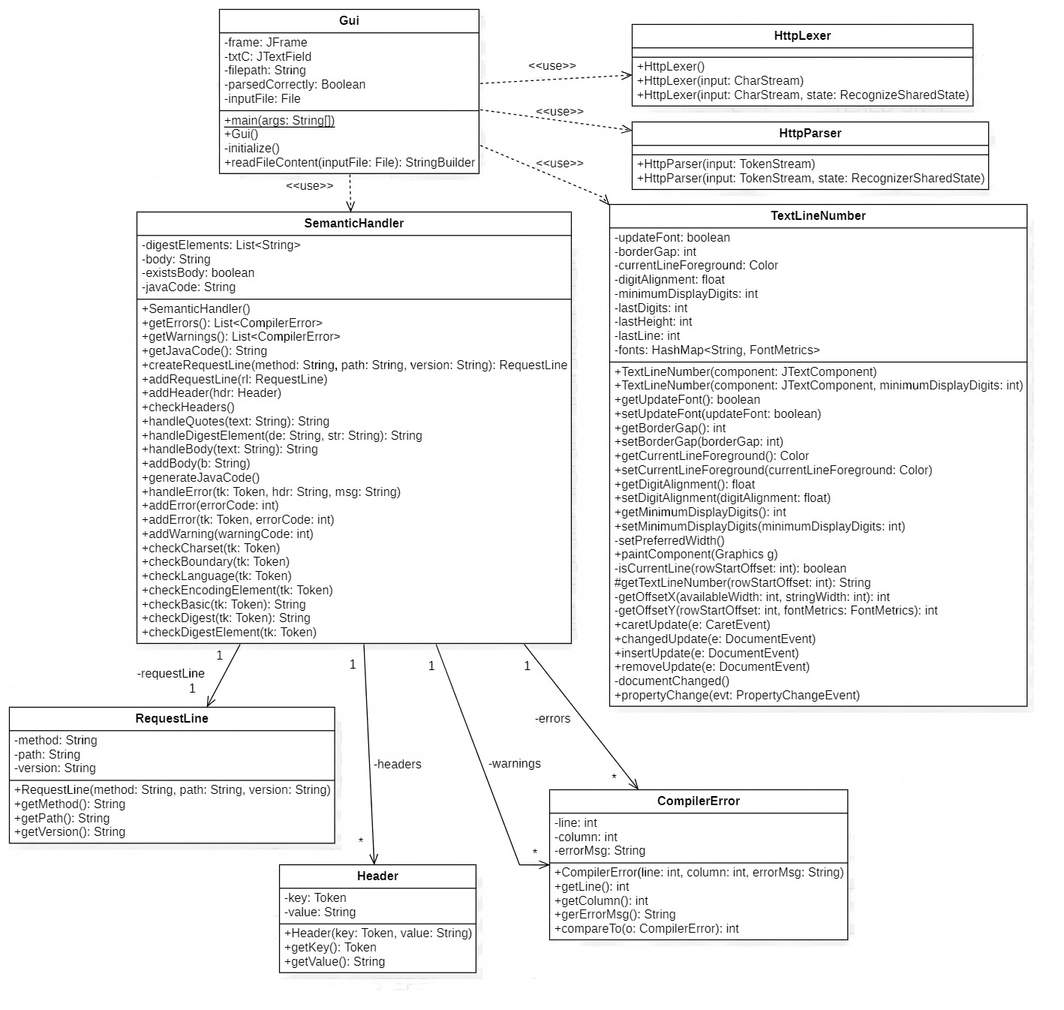 Gui
-frame: JFrame
-txtC: JTextField
-filepath: String
-parsedCorrectly: Boolean
-inputFile: File
+main(args: String[])
+Gui()
-initialize()
+readFileContent(inputFile: File): StringBuilder
<<use>>
<<use>>
<<use>>
<<use>>
HttpLexer
+HttpLexer()
+HttpLexer(input: CharStream)
+HttpLexer(input: CharStream, state: RecognizeSharedState)
HttpParser
+HttpParser(input: TokenStream)
+HttpParser(input: TokenStream, state: RecognizerSharedState)
SemanticHandler
-digestElements: List<String>
-body: String
-existsBody: boolean
-javaCode: String
+SemanticHandler()
+getErrors(): List<CompilerError>
+getWarnings(): List<CompilerError>
+getJavaCode(): String
+createRequestLine(method: String, path: String, version: String): RequestLine
+addRequestLine(rl: RequestLine)
+addHeader(hdr: Header)
+checkHeaders()
+handleQuotes(text: String): String
+handleDigestElement(de: String, str: String): String
+handleBody(text: String): String
+addBody(b: String)
+generateJavaCode()
+handleError(tk: Token, hdr: String, msg: String)
+addError(errorCode: int)
+addError(tk: Token, errorCode: int)
+addWarning(warningCode: int)
+checkCharset(tk: Token)
+checkBoundary(tk: Token)
+checkLanguage(tk: Token)
+checkEncodingElement(tk: Token)
+checkBasic(tk: Token): String
+checkDigest(tk: Token): String
+checkDigestElement(tk: Token)
TextLineNumber
-updateFont: boolean
-borderGap: int
-currentLineForeground: Color
-digitAlignment: float
-minimumDisplayDigits: int
-lastDigits: int
-lastHeight: int
-lastLine: int
-fonts: HashMap<String, FontMetrics>
+TextLineNumber(component: JTextComponent)
+TextLineNumber(component: JTextComponent, minimumDisplayDigits: int)
+getUpdateFont(): boolean
+setUpdateFont(updateFont: boolean)
+getBorderGap(): int
+setBorderGap(borderGap: int)
+getCurrentLineForeground(): Color
+setCurrentLineForeground(currentLineForeground: Color)
+getDigitAlignment(): float
+setDigitAlignment(digitAlignment: float)
+getMinimumDisplayDigits(): int
+setMinimumDisplayDigits(minimumDisplayDigits: int)
-setPreferredWidth()
+paintComponent(Graphics g)
-isCurrentLine(rowStartOffset: int): boolean
#getTextLineNumber(rowStartOffset: int): String
-getOffsetX(availableWidth: int, stringWidth: int): int
-getOffsetY(rowStartOffset: int, fontMetrics: FontMetrics): int
+caretUpdate(e: CaretEvent)
+changedUpdate(e: DocumentEvent)
+insertUpdate(e: DocumentEvent)
+removeUpdate(e: DocumentEvent)
-documentChanged()
+propertyChange(evt: PropertyChangeEvent)
1
-requestLine
1
1
-headers
*
1
-warnings
*
1
-errors
*
RequestLine
-method: String
-path: String
-version: String
+RequestLine(method: String, path: String, version: String)
+getMethod(): String
+getPath(): String
+getVersion(): String
Header
-key: Token
-value: String
+Header(key: Token, value: String)
+getKey(): Token
+getValue(): String
CompilerError
-line: int
-column: int
-errorMsg: String
+CompilerError(line: int, column: int, errorMsg: String)
+getLine(): int
+getColumn(): int
+gerErrorMsg(): String
+compareTo(o: CompilerError): int